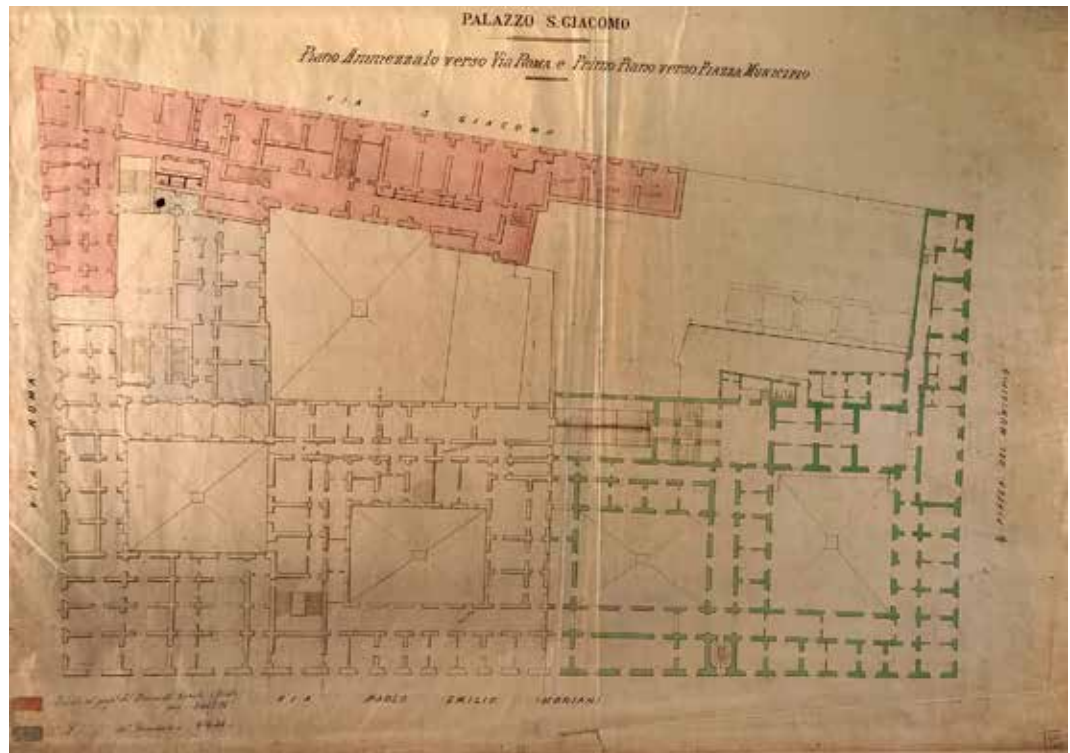 PALAZZO S. GIACOMO
Piano Ammezzato verso Via ROMA e Primo Piano verso PIAZZA MUNICIPIO
VIA S. GIACOMO
VIA ROMA
PIAZZA DEL MUNICIPIO
VIA PAOLO EMILIO IMBRIANI